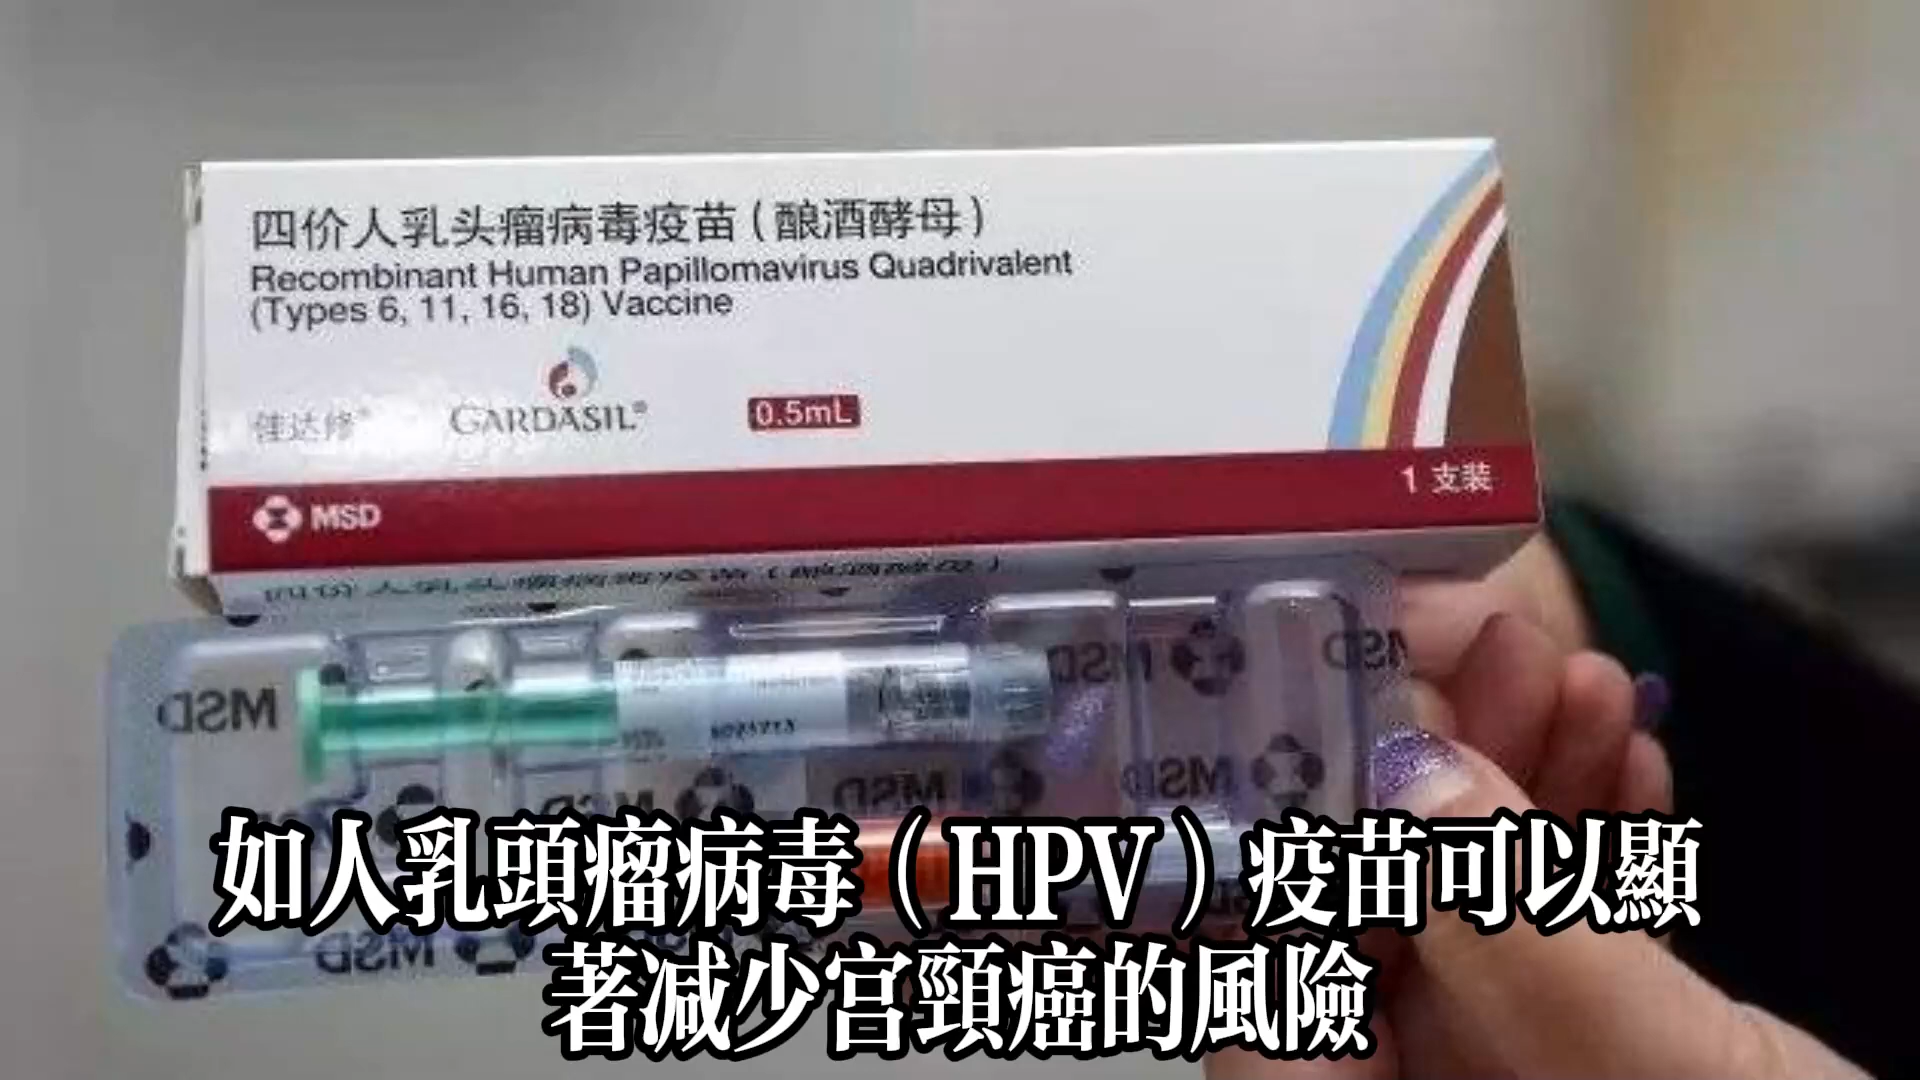 四价人乳头瘤病毒疫苗（酿酒酵母）
Recombinant Human Papillomavirus Quadrivalent
(Types 6, 11, 16, 18) Vaccine
佳达修® GARDASIL® 0.5mL
1 支装
MSD
MSD
MSD
MSD
MSD
MSD
MSD
如人乳頭瘤病毒（HPV）疫苗可以顯
著减少宫頸癌的風險